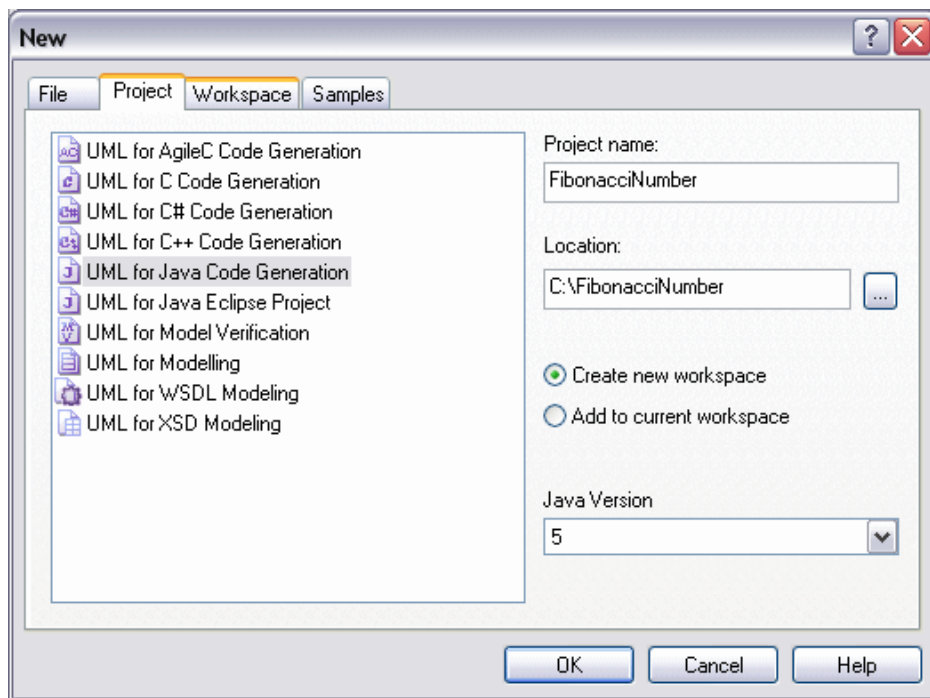 New
File Project Workspace Samples
UML for AgileC Code Generation
UML for C Code Generation
UML for C# Code Generation
UML for C++ Code Generation
UML for Java Code Generation
UML for Java Eclipse Project
UML for Model Verification
UML for Modelling
UML for WSDL Modeling
UML for XSD Modeling
Project name:
FibonacciNumber
Location:
C:\FibonacciNumber
...
Create new workspace
Add to current workspace
Java Version
5
OK Cancel Help